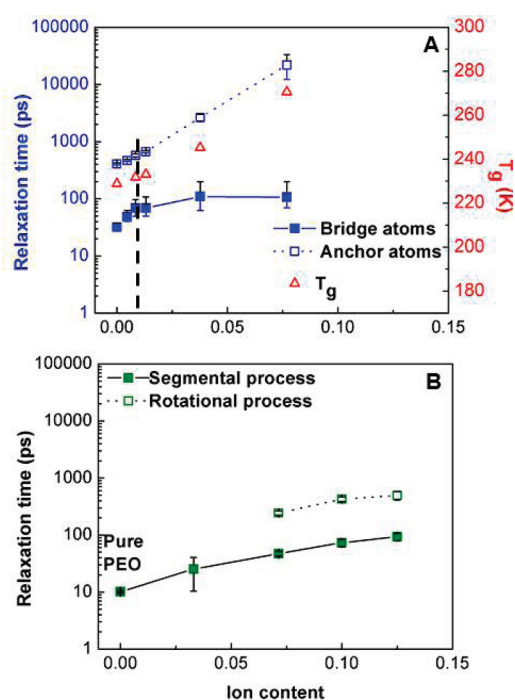 A
100000
10000
1000
100
10
1
Relaxation time (ps)
300
280
260
240
220
200
180
Tg (K)
Bridge atoms
Anchor atoms
Tg
0.00
0.05
0.10
0.15
B
Segmental process
Rotational process
100000
10000
1000
100
10
1
Relaxation time (ps)
Pure
PEO
0.00
0.05
0.10
0.15
Ion content